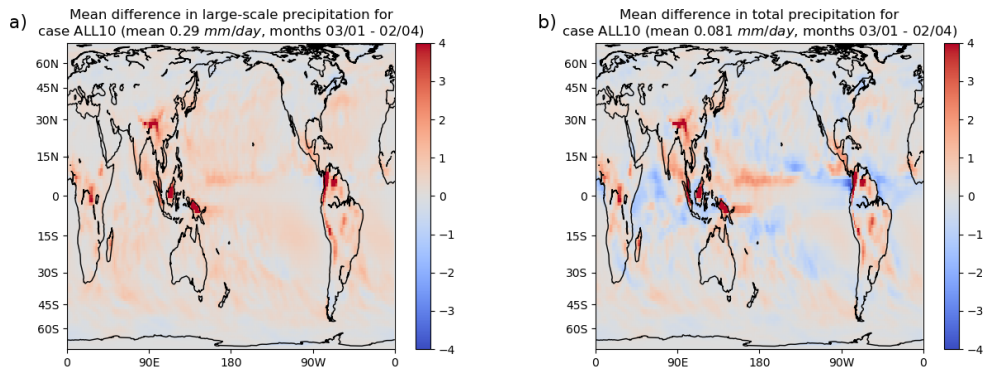 a)
Mean difference in large-scale precipitation for
case ALL10 (mean 0.29 mm/day, months 03/01 - 02/04)
60N
45N
30N
15N
0
15S
30S
45S
60S
0 90E 180 90W 0
4
3
2
1
0
−1
−2
−3
−4
b)
Mean difference in total precipitation for
case ALL10 (mean 0.081 mm/day, months 03/01 - 02/04)
60N
45N
30N
15N
0
15S
30S
45S
60S
0 90E 180 90W 0
4
3
2
1
0
−1
−2
−3
−4